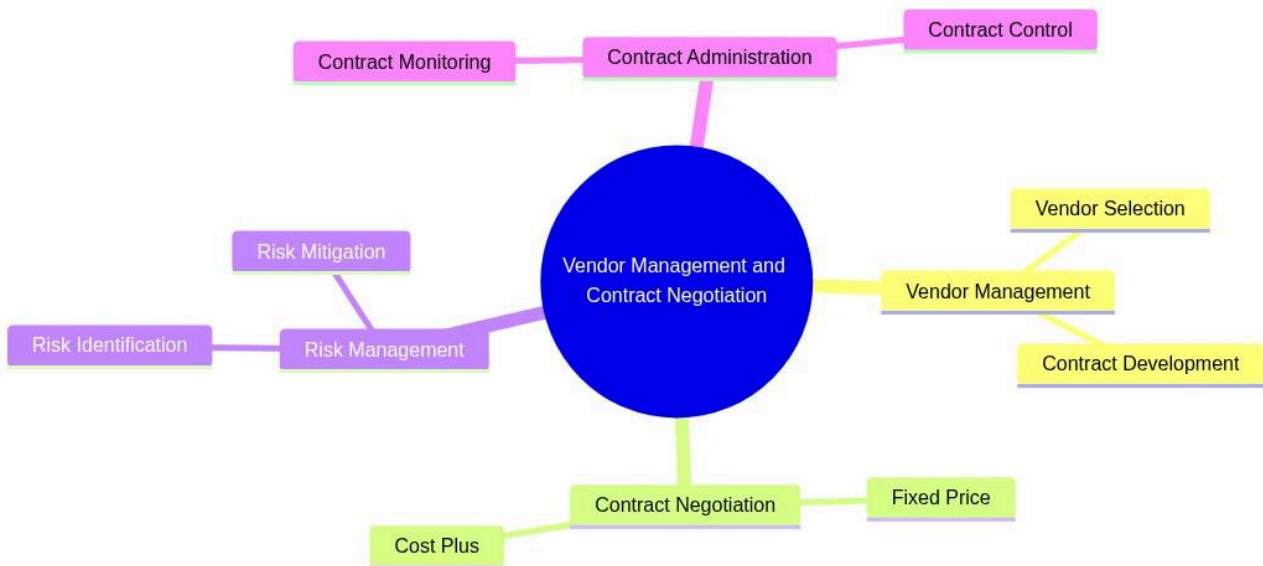 Contract Control
Contract Administration
Contract Monitoring
Vendor Selection
Risk Mitigation
Vendor Management and
Contract Negotiation
Vendor Management
Risk Identification
Risk Management
Contract Development
Fixed Price
Contract Negotiation
Cost Plus